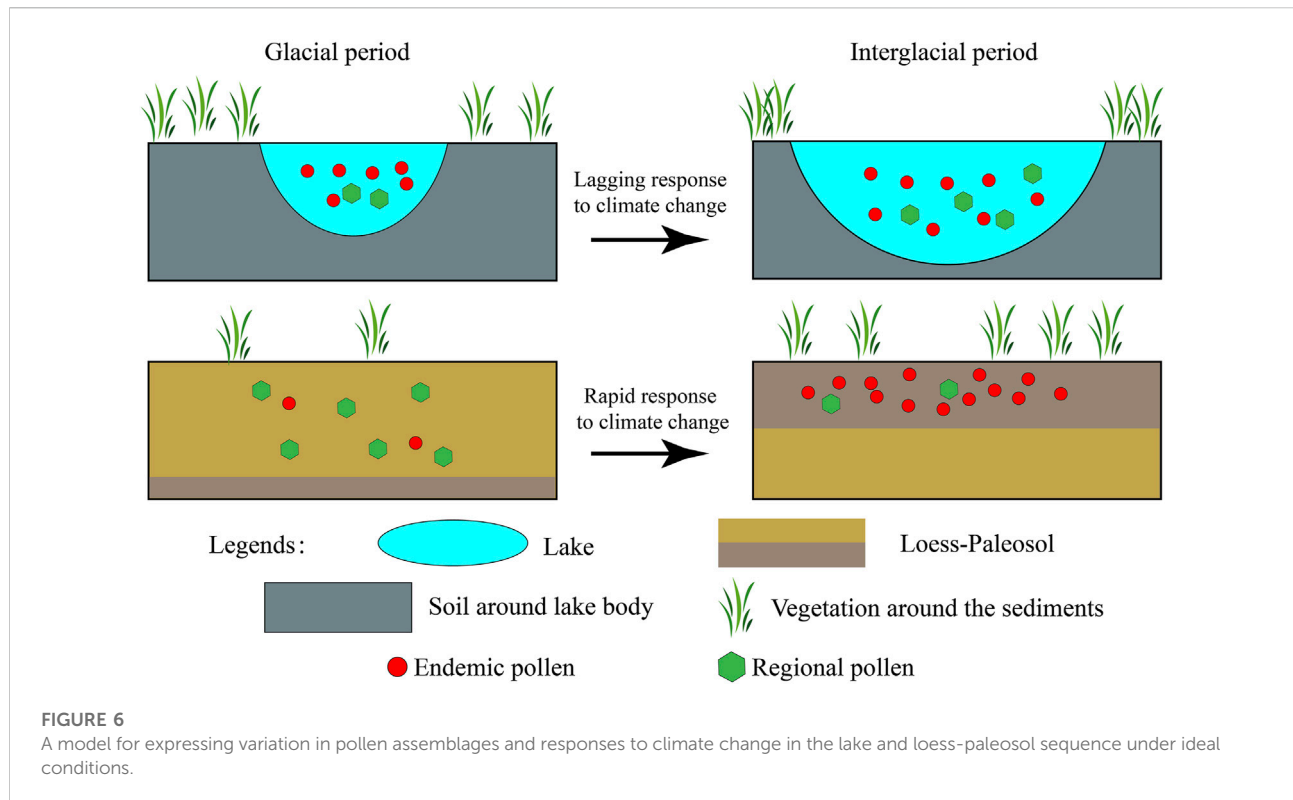 Glacial period
Interglacial period
Lagging response
to climate change
Rapid response
to climate change
Legends:
Lake
Loess-Paleosol
Soil around lake body
Vegetation around the sediments
Endemic pollen
Regional pollen
FIGURE 6
A model for expressing variation in pollen assemblages and responses to climate change in the lake and loess-paleosol sequence under ideal
conditions.